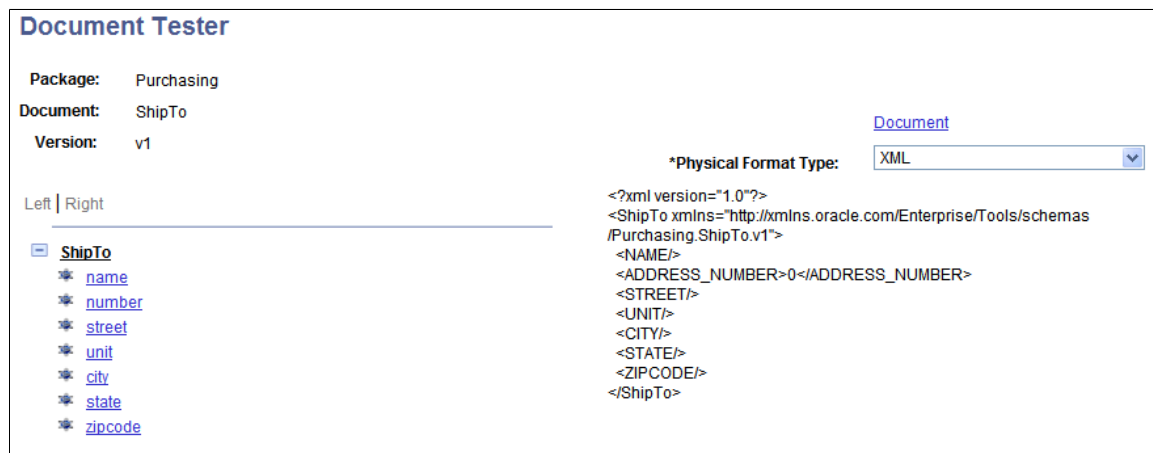 Document Tester
Package: Purchasing
Document: ShipTo
Version: v1
Document
*Physical Format Type: XML
Left | Right
ShipTo
name
number
street
unit
city
state
zipcode
<?xml version="1.0"?>
<ShipTo xmlns="http://xmlns.oracle.com/Enterprise/Tools/schemas
/Purchasing.ShipTo.v1">
<NAME/>
<ADDRESS_NUMBER>0</ADDRESS_NUMBER>
<STREET/>
<UNIT/>
<CITY/>
<STATE/>
<ZIPCODE/>
</ShipTo>